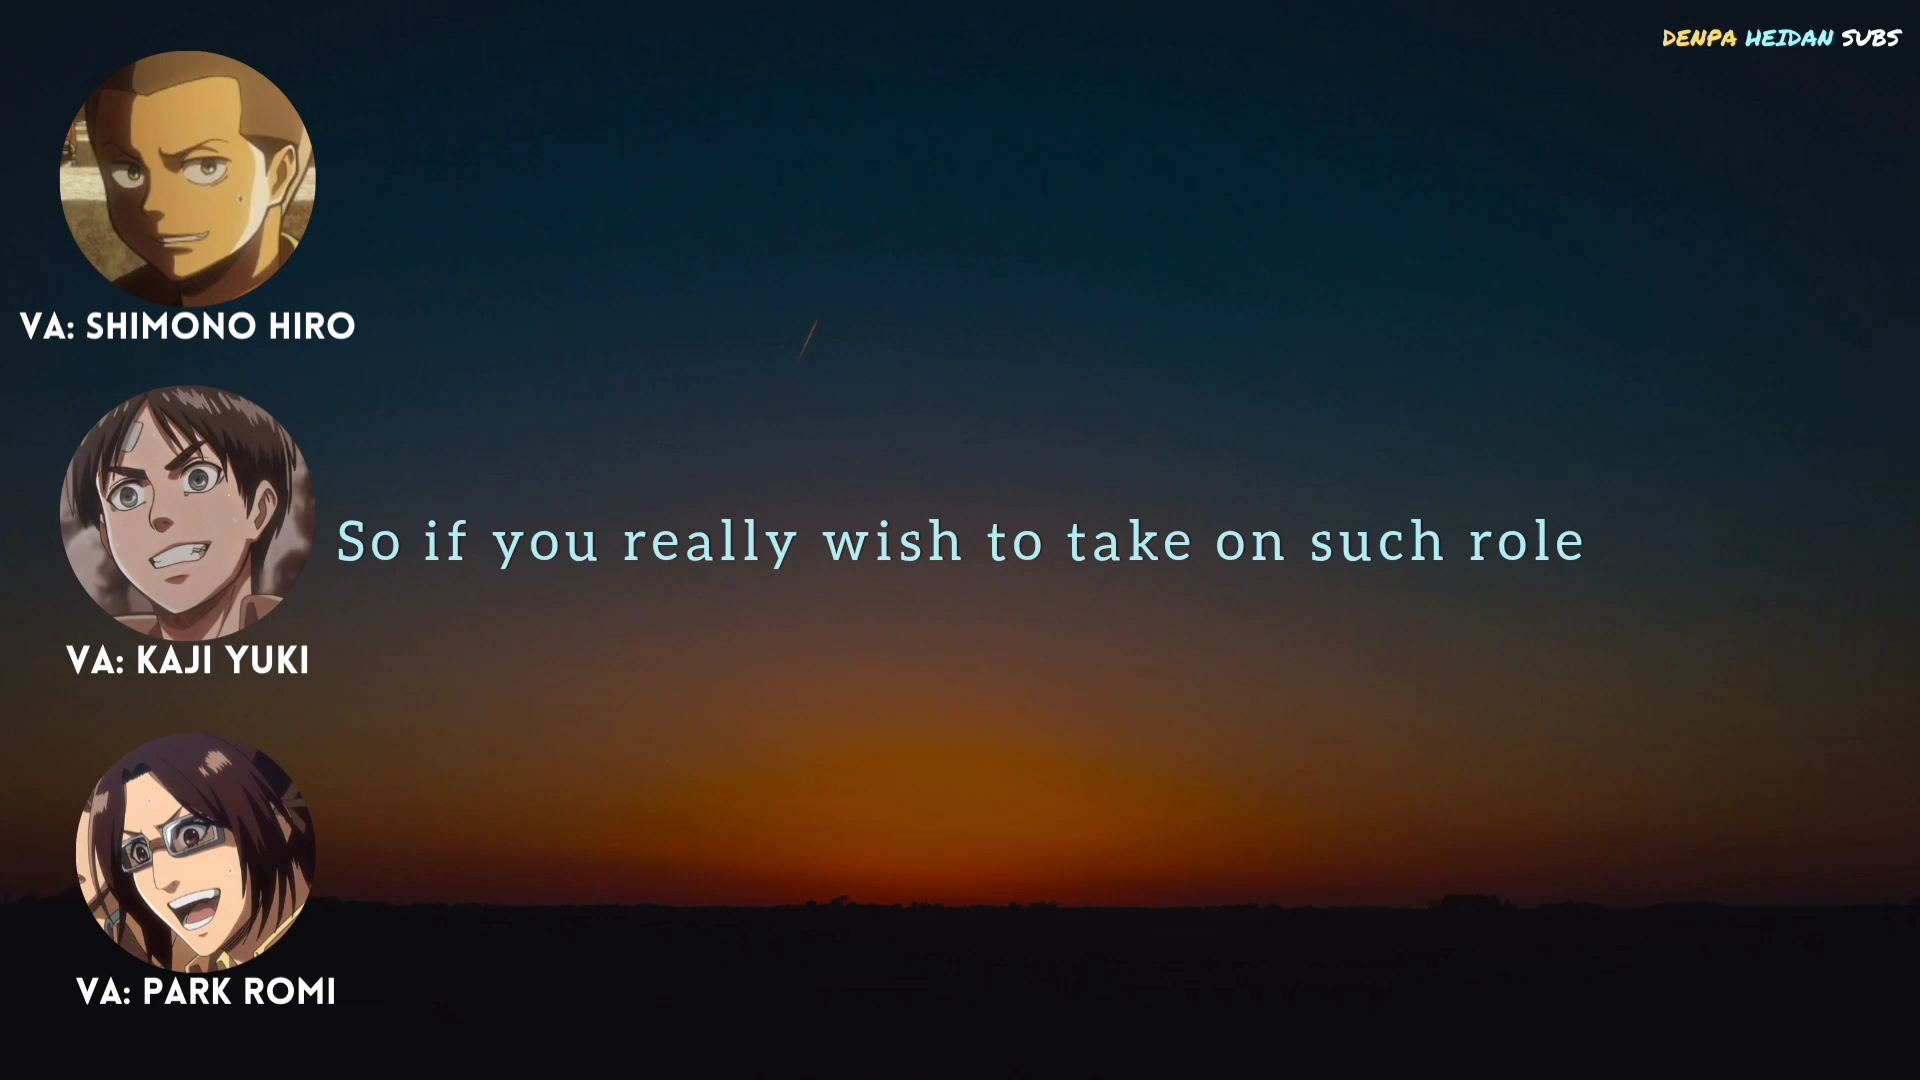 DENPA HEIDAN SUBS
VA: SHIMONO HIRO
So if you really wish to take on such role
VA: KAJI YUKI
VA: PARK ROMI